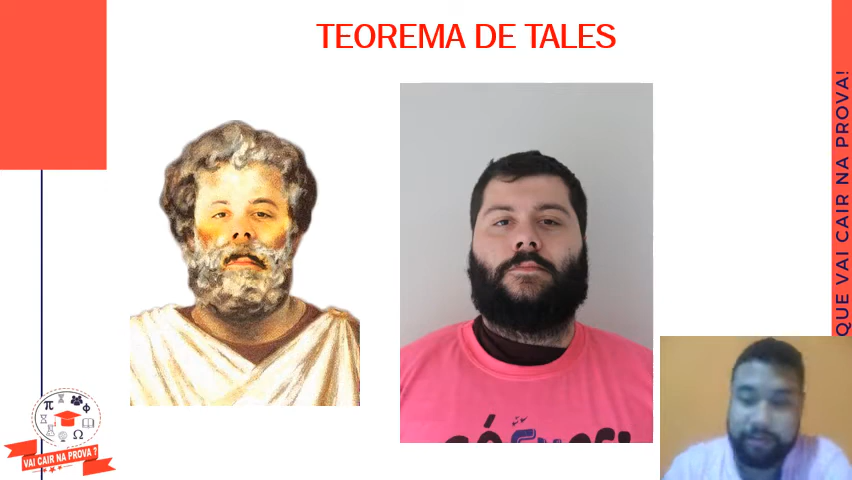 TEOREMA DE TALES
QUE VAI CAIR NA PROVA!
π
Φ
Ω
VAI CAIR NA PROVA ?